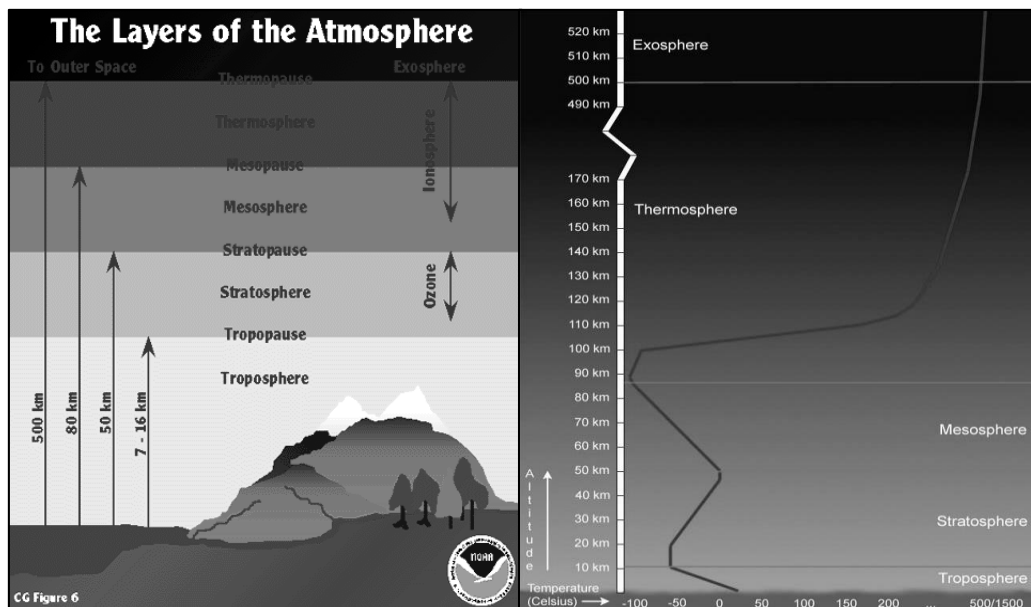 The Layers of the Atmosphere
To Outer Space
Exosphere
Thermopause
Thermosphere
Mesopause
Mesosphere
Stratopause
Stratosphere
Tropopause
Troposphere
Ionosphere
Ozone
500 km
80 km
50 km
7 - 16 km
NOAA
CG Figure 6
520 km
510 km
500 km
490 km
170 km
160 km
150 km
140 km
130 km
120 km
110 km
100 km
90 km
80 km
70 km
60 km
50 km
40 km
30 km
20 km
10 km
Exosphere
Thermosphere
Mesosphere
Stratosphere
Troposphere
Altitude
Temperature
(Celsius)
-100 -50 0 50 100 150 200 ... 500/1500